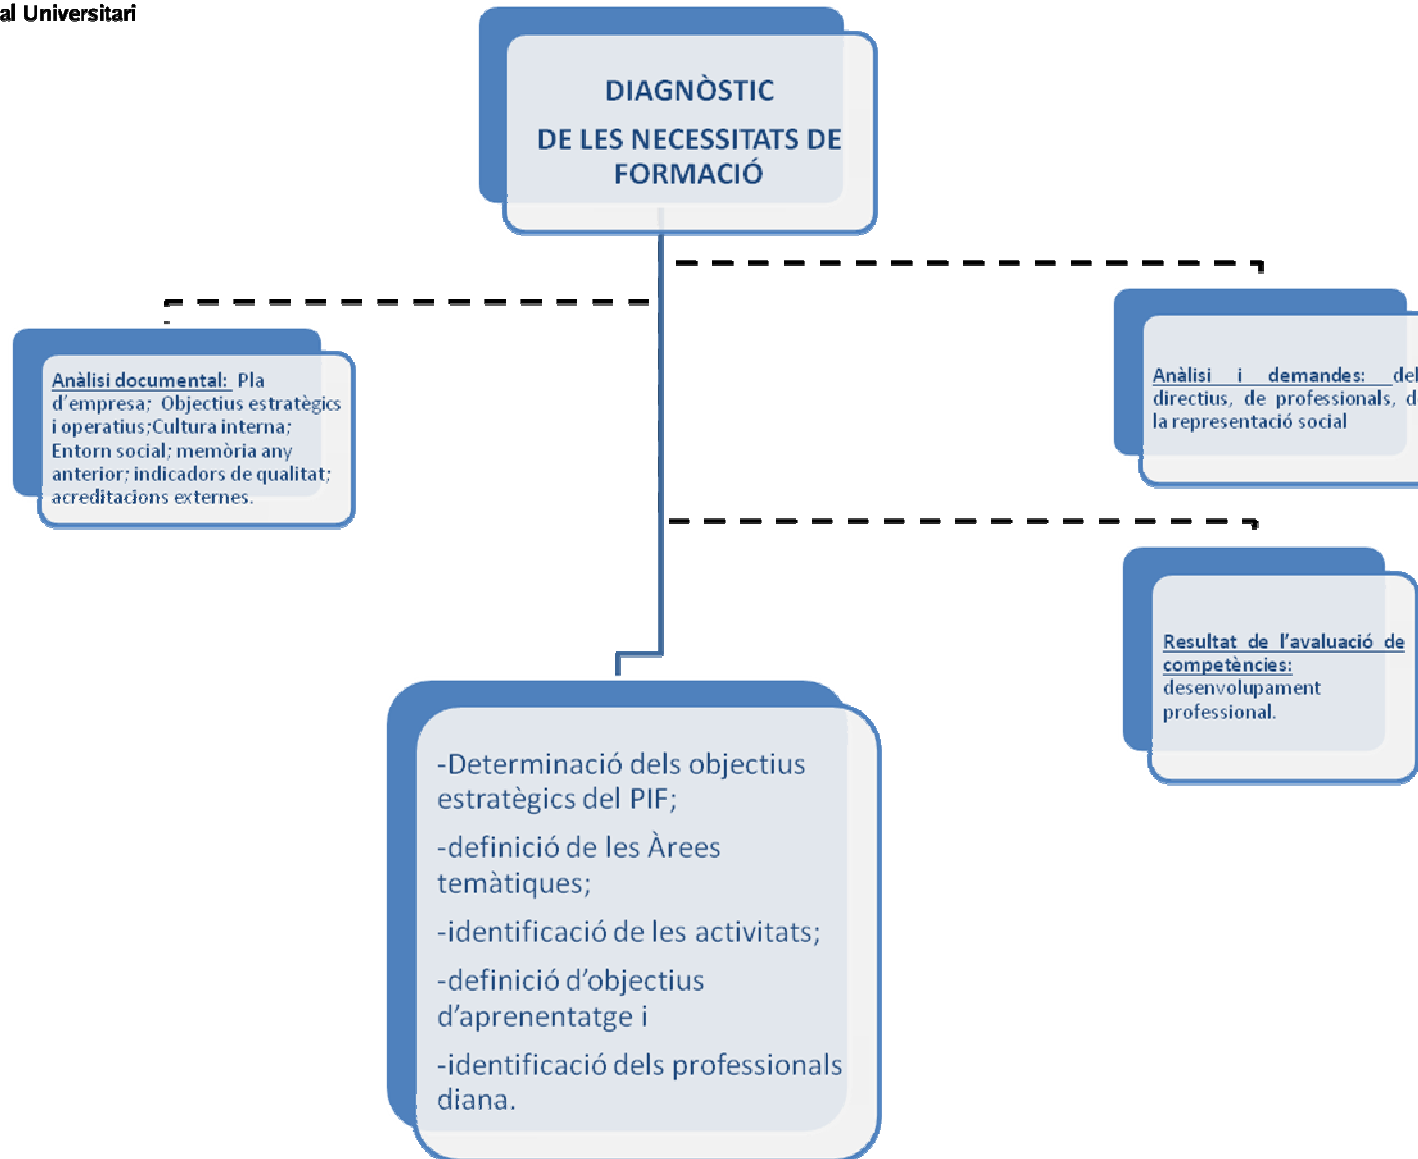 al Universitari
DIAGNÒSTIC
DE LES NECESSITATS DE
FORMACIÓ
Anàlisi documental: Pla
d'empresa; Objectius estratègics
i operatius;Cultura interna;
Entorn social; memòria any
anterior; indicadors de qualitat;
acreditacions externes.
Anàlisi i demandes:
directius, de professionals,
la representació social
Resultat de l'avaluació de
competències:
desenvolupament
professional.
-Determinació dels objectius
estratègics del PIF;
-definició de les Àrees
temàtiques;
-identificació de les activitats;
-definició d'objectius
d'aprenentatge i
-identificació dels professionals
diana.